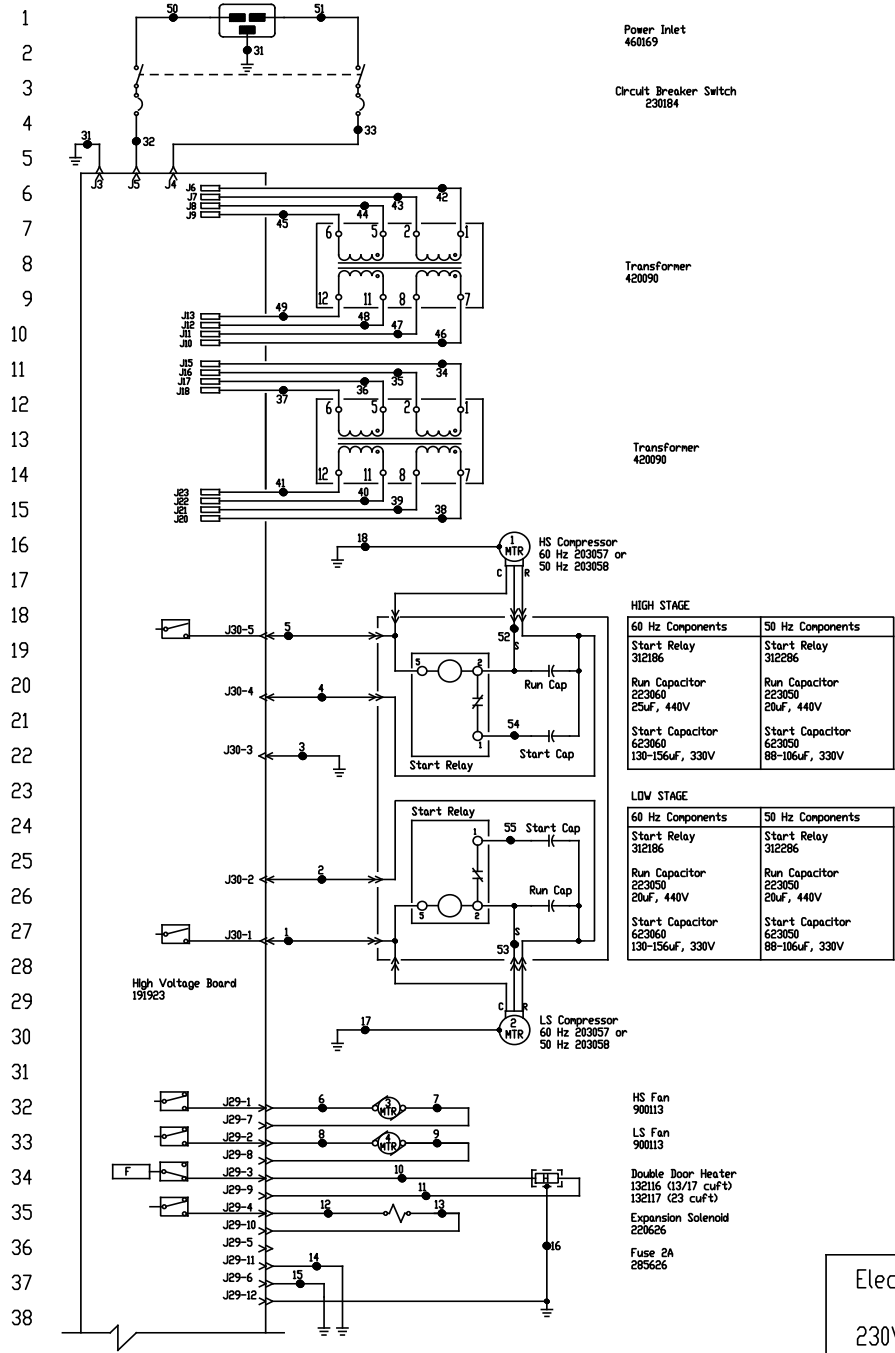 1
50
51
Power Inlet
460169
2
31
3
Circuit Breaker Switch
230184
4
33
31
32
5
J3 J5 J4
6
J6
J7
J8
J9
42
43
44
45
7
6 5 2 1
8
Transformer
420090
9
12 11 8 7
49
48
47
46
J13
J12
J11
J10
10
11
J15
J16
J17
J18
34
35
36
37
12
6 5 2 1
13
Transformer
420090
14
12 11 8 7
41
40
39
38
J23
J22
J21
J20
15
16
18
1
MTR
HS Compressor
60 Hz 203057 or
50 Hz 203058
17
C R
18
HIGH STAGE
J30-5
5
52
S
60 Hz Components 50 Hz Components
19
Start Relay
312186
Start Relay
312286
5 2
20
J30-4
4
Run Cap
Run Capacitor
223060
25uF, 440V
Run Capacitor
223050
20uF, 440V
21
54
1
Start Capacitor
623060
130-156uF, 330V
Start Capacitor
623050
88-106uF, 330V
22
J30-3
3
Start Cap
Start Relay
23
LOW STAGE
Start Relay
60 Hz Components 50 Hz Components
24
1
55
Start Cap
Start Relay
312186
Start Relay
312286
25
J30-2
2
Run Cap
Run Capacitor
223050
20uF, 440V
Run Capacitor
223050
20uF, 440V
26
5 2
27
J30-1
1
S
53
Start Capacitor
623060
130-156uF, 330V
Start Capacitor
623050
88-106uF, 330V
28
High Voltage Board
191923
29
C R
17
2
MTR
LS Compressor
60 Hz 203057 or
50 Hz 203058
30
31
32
J29-1
6
3
MTR
7
HS Fan
900113
J29-7
33
J29-2
8
4
MTR
9
LS Fan
900113
J29-8
34
F
J29-3
10
Double Door Heater
132116 (13/17 cuft)
132117 (23 cuft)
J29-9
11
35
J29-4
12
13
Expansion Solenoid
220626
J29-10
36
J29-5
16
Fuse 2A
285626
J29-11
14
37
J29-6
15
J29-12
38
Elec
230V